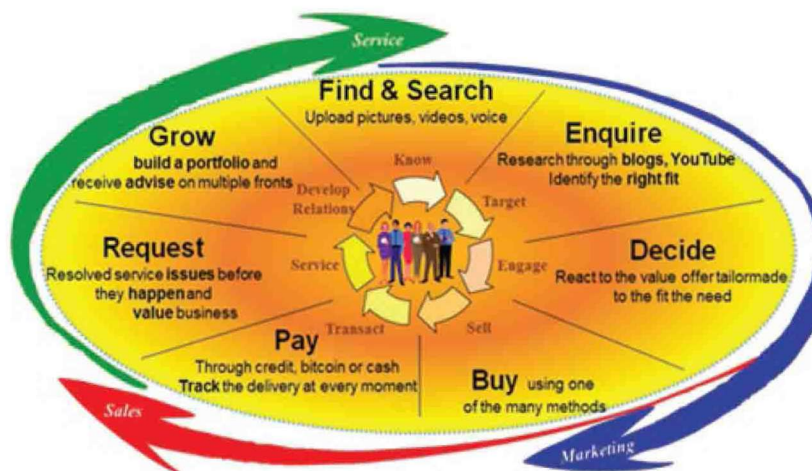 Service
Find & Search
Upload pictures, videos, voice
Enquire
Research through blogs, YouTube
Identify the right fit
Decide
React to the value offer tailormade
to the fit the need
Buy using one
of the many methods
Pay
Through credit, bitcoin or cash
Track the delivery at every moment
Request
Resolved service issues before
they happen and
value business
Grow
build a portfolio and
receive advise on multiple fronts
Know
Target
Engage
Sell
Transact
Service
Develop
Relations
Sales
Marketing